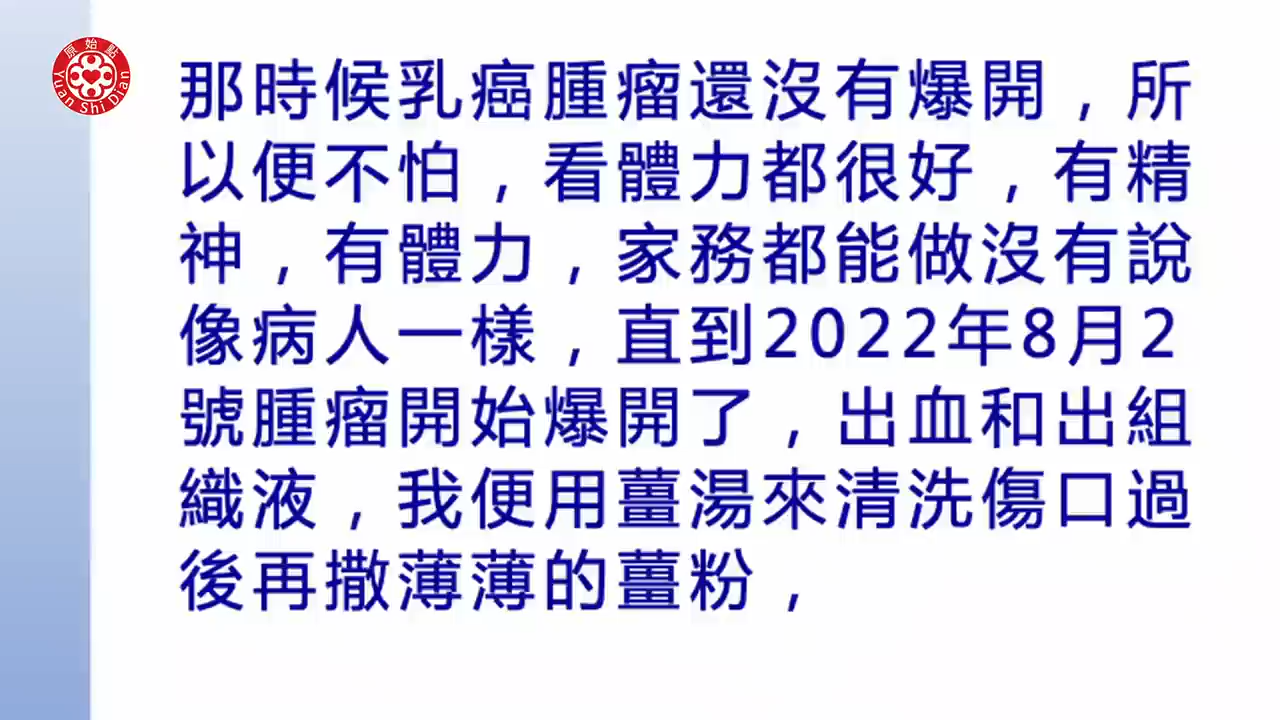 原始點
Yuan Shi Dian
那時候乳癌腫瘤還沒有爆開，所
以便不怕，看體力都很好，有精
神，有體力，家務都能做沒有說
像病人一樣，直到2022年8月2
號腫瘤開始爆開了，出血和出組
織液，我便用薑湯來清洗傷口過
後再撒薄薄的薑粉，